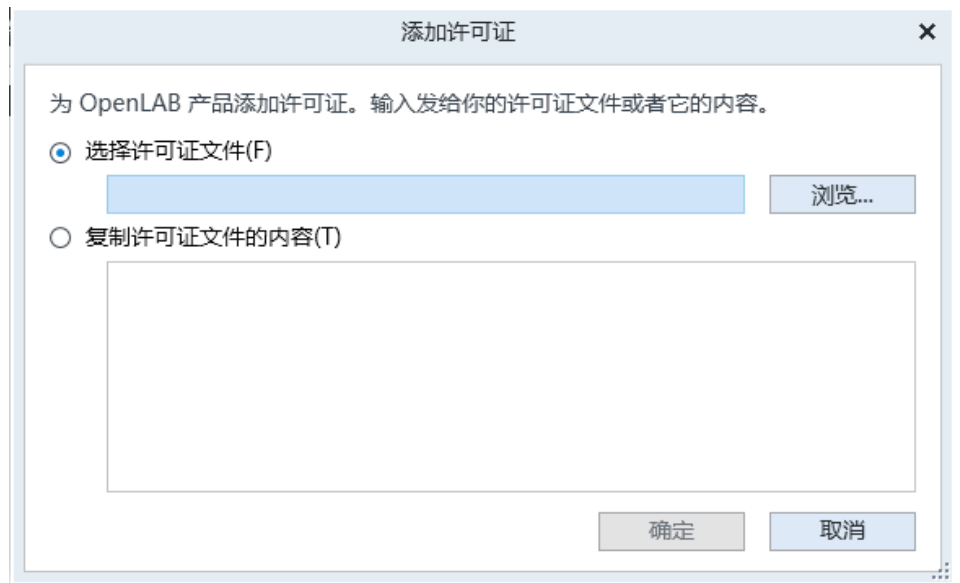 添加许可证
为 OpenLAB 产品添加许可证。输入发给你的许可证文件或者它的内容。
选择许可证文件(F)
浏览...
复制许可证文件的内容(T)
确定
取消